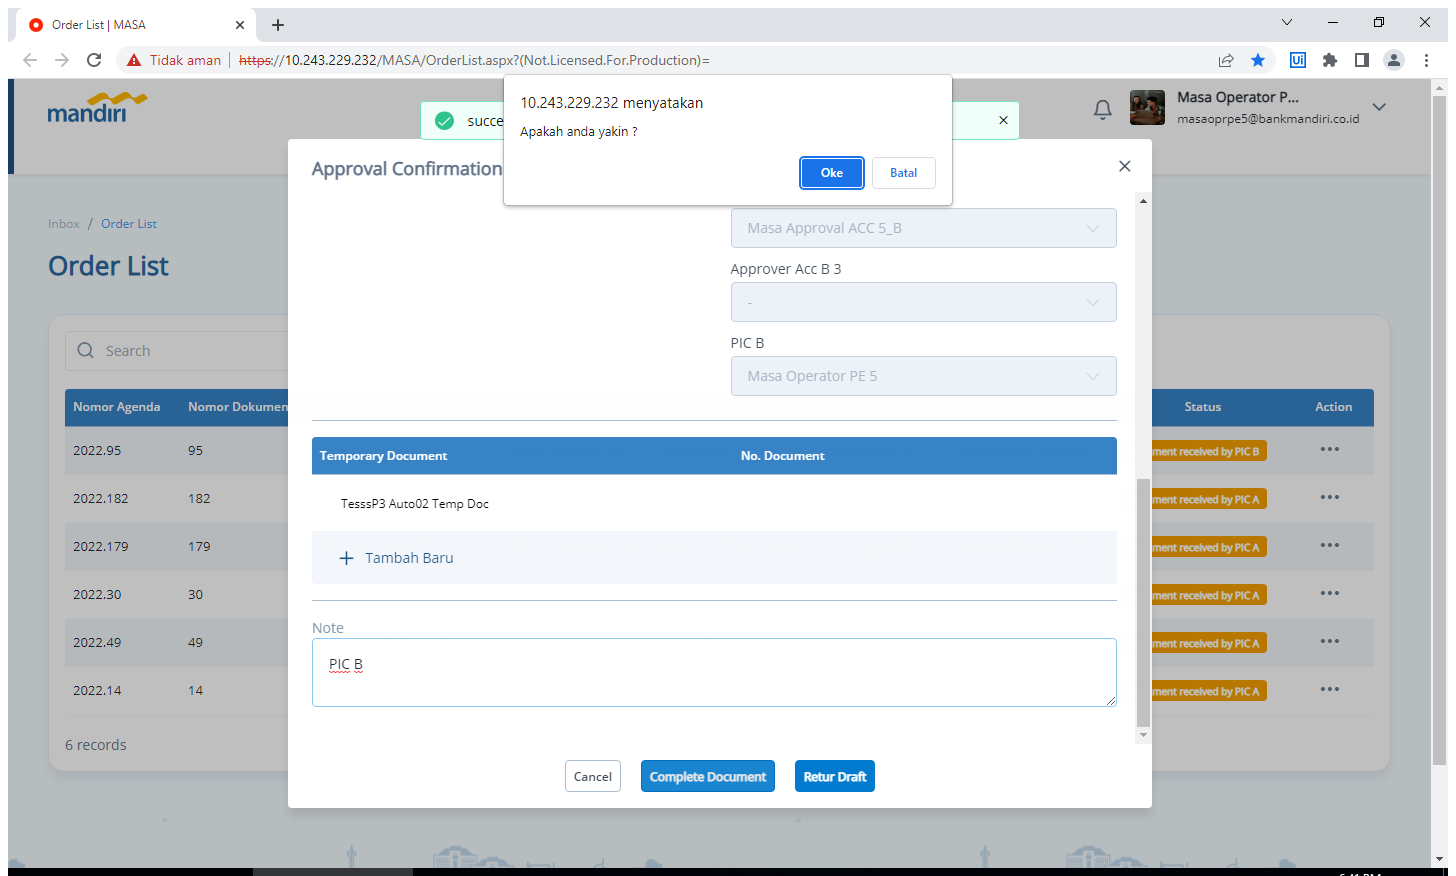 Order List | MASA
Tidak aman
https://10.243.229.232/MASA/OrderList.aspx?(Not.Licensed.For.Production)=
10.243.229.232 menyatakan
Apakah anda yakin ?
Oke
Batal
mandiri
succe
Masa Operator P...
masaoprpe5@bankmandiri.co.id
Approval Confirmation
Inbox / Order List
Order List
Search
Nomor Agenda
Nomor Dokumen
Status
Action
2022.95
95
ment received by PIC B
2022.182
182
ment received by PIC A
2022.179
179
ment received by PIC A
2022.30
30
ment received by PIC A
2022.49
49
ment received by PIC A
2022.14
14
ment received by PIC A
6 records
Masa Approval ACC 5_B
Approver Acc B 3
-
PIC B
Masa Operator PE 5
Temporary Document
No. Document
TesssP3 Auto02 Temp Doc
+ Tambah Baru
Note
PIC B
Cancel
Complete Document
Retur Draft